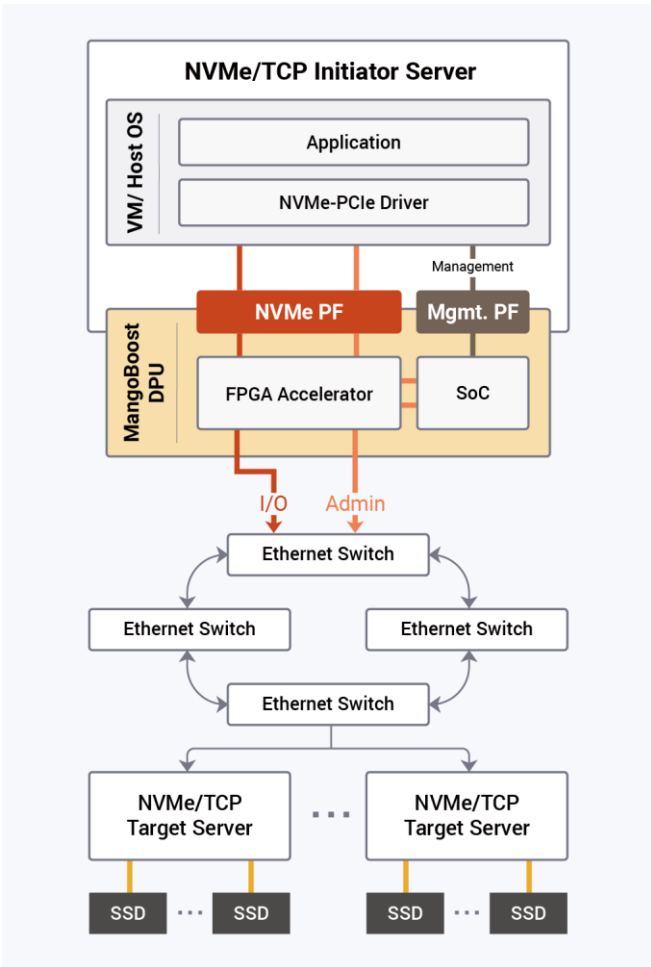 NVMe/TCP Initiator Server
VM/ Host OS
Application
NVMe-PCIe Driver
Management
NVMe PF
Mgmt. PF
MangoBoost
DPU
FPGA Accelerator
SoC
I/O
Admin
Ethernet Switch
Ethernet Switch
Ethernet Switch
Ethernet Switch
NVMe/TCP
Target Server
...
NVMe/TCP
Target Server
SSD
...
SSD
SSD
...
SSD